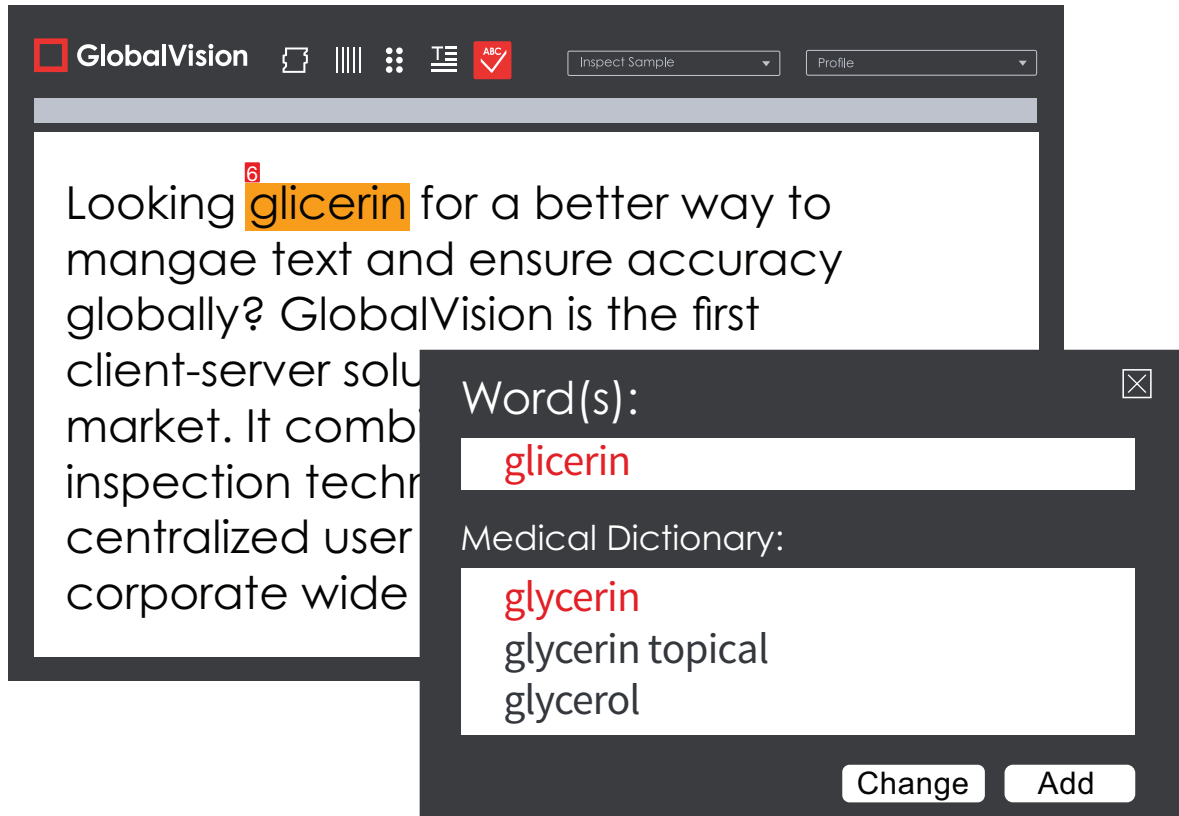 GlobalVision
ABC
Inspect Sample
Profile
6
Looking glicerin for a better way to
mangae text and ensure accuracy
globally? GlobalVision is the first
client-server solu
market. It combi
inspection techn
centralized user
corporate wide
Word(s):
glicerin
Medical Dictionary:
glycerin
glycerin topical
glycerol
Change Add